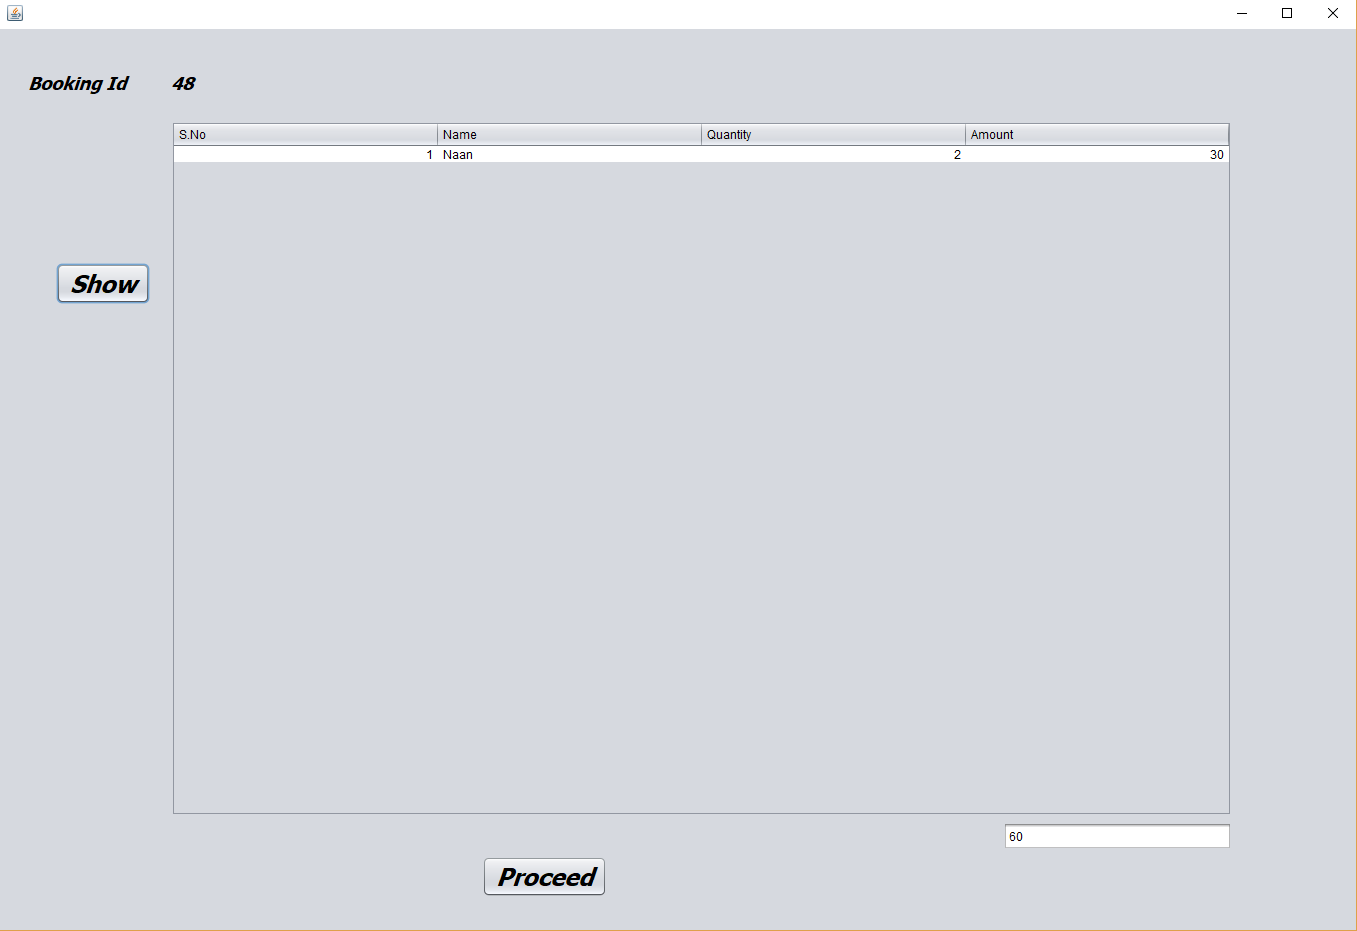 Booking Id 48
S.No Name Quantity Amount
1 Naan 2 30
Show
60
Proceed